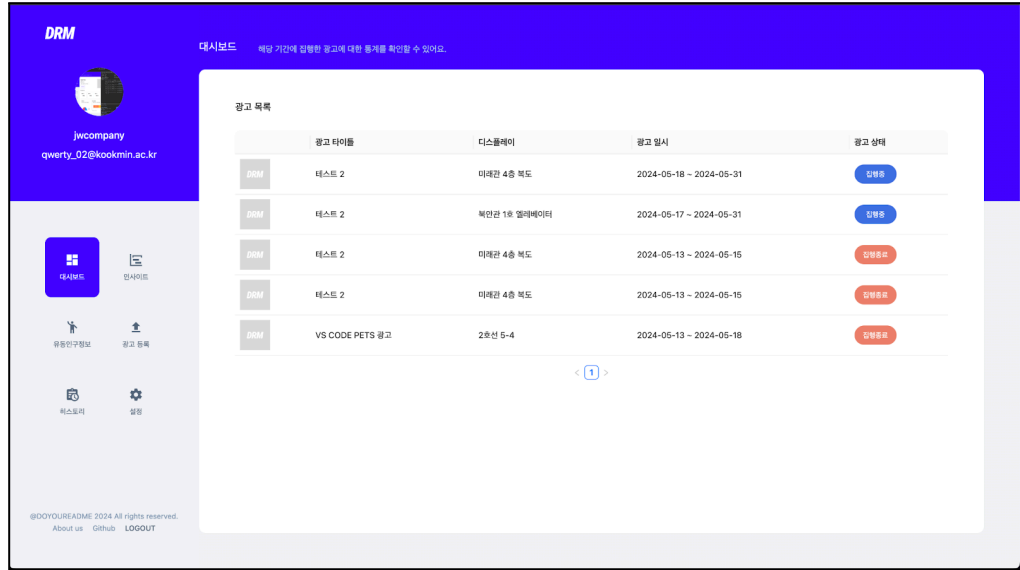 DRM
jwcompany
qwerty_02@kookmin.ac.kr
대시보드
인사이트
유동인구정보
광고 등록
히스토리
설정
@DOYOUREADME 2024 All rights reserved.
About us Github LOGOUT
대시보드 해당 기간에 집행한 광고에 대한 통계를 확인할 수 있어요.
광고 목록
광고 타이틀 디스플레이 광고 일시 광고 상태
DRM 테스트 2 미래관 4층 복도 2024-05-18 ~ 2024-05-31 집행중
DRM 테스트 2 북안관 1호 엘레베이터 2024-05-17 ~ 2024-05-31 집행중
DRM 테스트 2 미래관 4층 복도 2024-05-13 ~ 2024-05-15 집행종료
DRM 테스트 2 미래관 4층 복도 2024-05-13 ~ 2024-05-15 집행종료
DRM VS CODE PETS 광고 2호선 5-4 2024-05-13 ~ 2024-05-18 집행종료
< 1 >